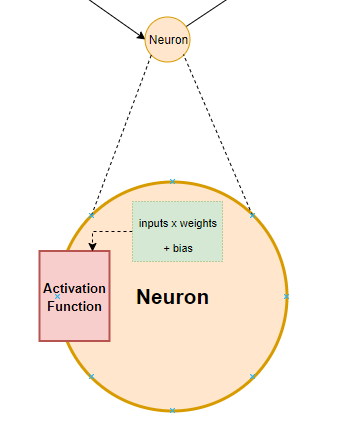 Neuron
inputs x weights
+ bias
Activation
Function
Neuron